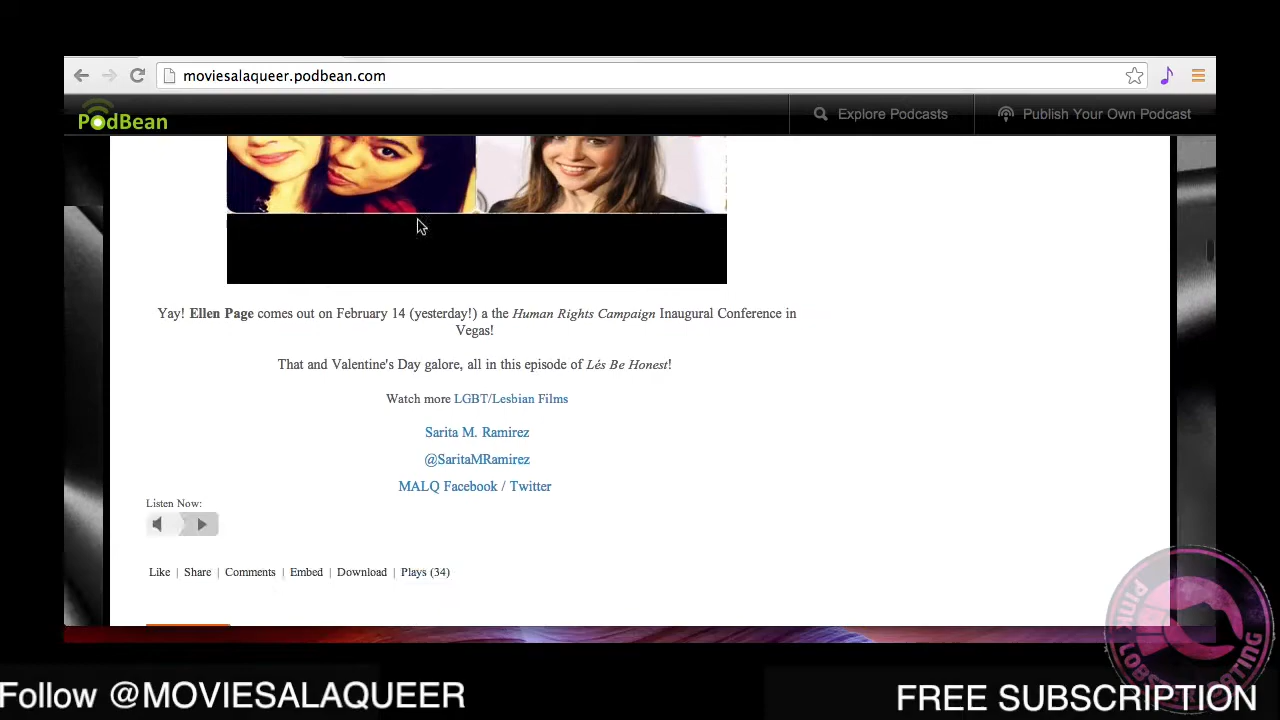 moviesalaqueer.podbean.com
PodBean
Explore Podcasts
Publish Your Own Podcast
Yay! Ellen Page comes out on February 14 (yesterday!) a the Human Rights Campaign Inaugural Conference in
Vegas!
That and Valentine's Day galore, all in this episode of Lés Be Honest!
Watch more LGBT/Lesbian Films
Sarita M. Ramirez
@SaritaMRamirez
MALQ Facebook / Twitter
Listen Now:
Like | Share | Comments | Embed | Download | Plays (34)
PINK LOBSTER DATING
Follow @MOVIESALAQUEER
FREE SUBSCRIPTION